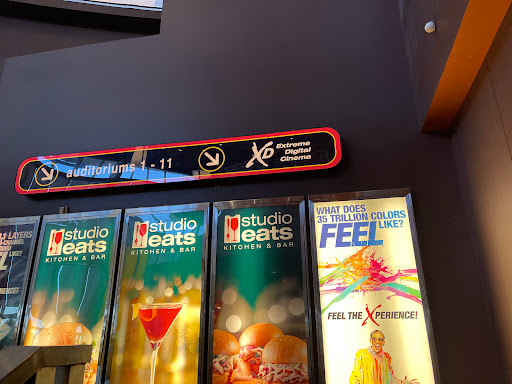 auditoriums 1 - 11
XD Extreme
Digital
Cinema
LAYERS
studio
eats
KITCHEN & BAR
studio
eats
KITCHEN & BAR
studio
eats
KITCHEN & BAR
WHAT DOES
35 TRILLION COLORS
FEEL LIKE?
FEEL THE XPERIENCE!